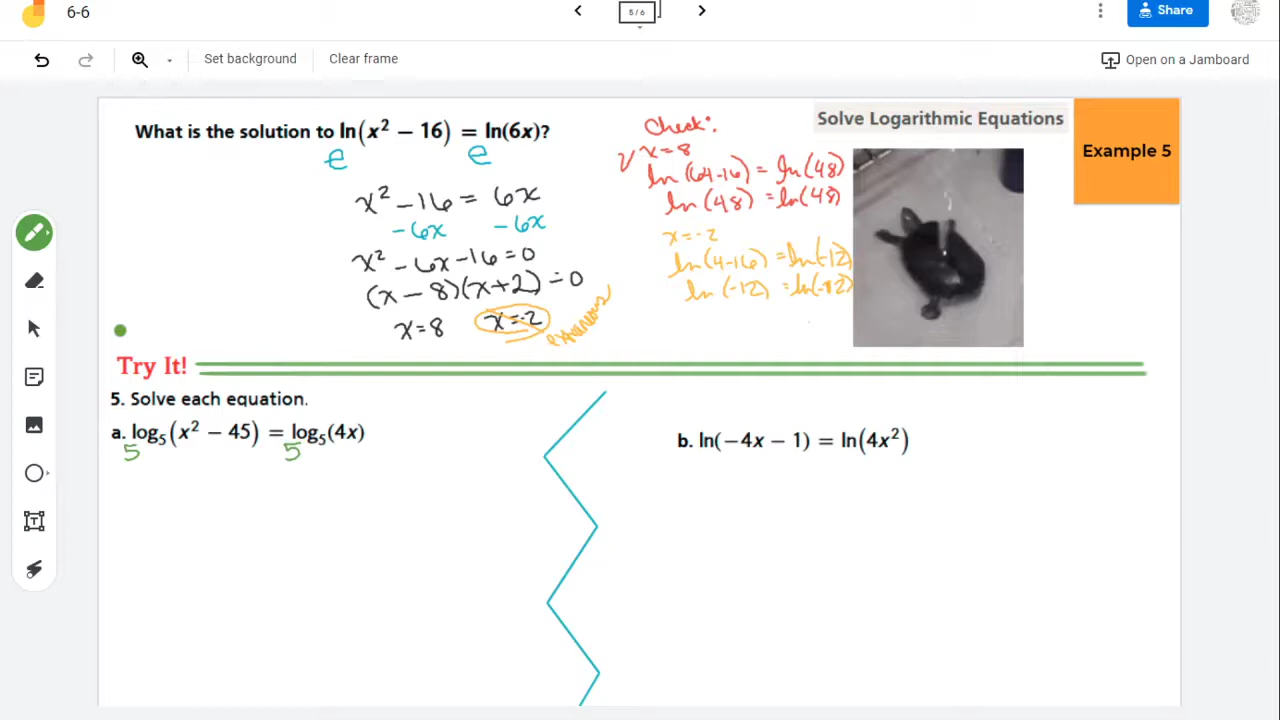 6-6
5 / 6
Share
Set background
Clear frame
Open on a Jamboard
What is the solution to ln(x² − 16) = ln(6x)?
e e
x² - 16 = 6x
-6x -6x
x² - 6x - 16 = 0
(x - 8)(x + 2) = 0
x = 8 x = -2 extraneous
Check:
✓ x = 8
ln(64-16) = ln(48)
ln(48) = ln(48)
x = -2
ln(4-16) = ln(-12)
ln(-12) = ln(-12)
Solve Logarithmic Equations
Example 5
Try It!
5. Solve each equation.
a. log₅(x² − 45) = log₅(4x)
5 5
b. ln(−4x − 1) = ln(4x²)